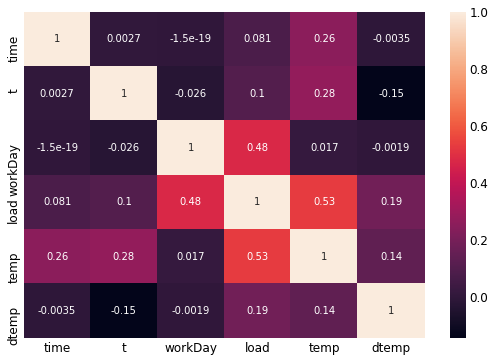 time 1 0.0027 -1.5e-19 0.081 0.26 -0.0035
t 0.0027 1 -0.026 0.1 0.28 -0.15
workDay -1.5e-19 -0.026 1 0.48 0.017 -0.0019
load 0.081 0.1 0.48 1 0.53 0.19
temp 0.26 0.28 0.017 0.53 1 0.14
dtemp -0.0035 -0.15 -0.0019 0.19 0.14 1
time t workDay load temp dtemp
1.0
0.8
0.6
0.4
0.2
0.0